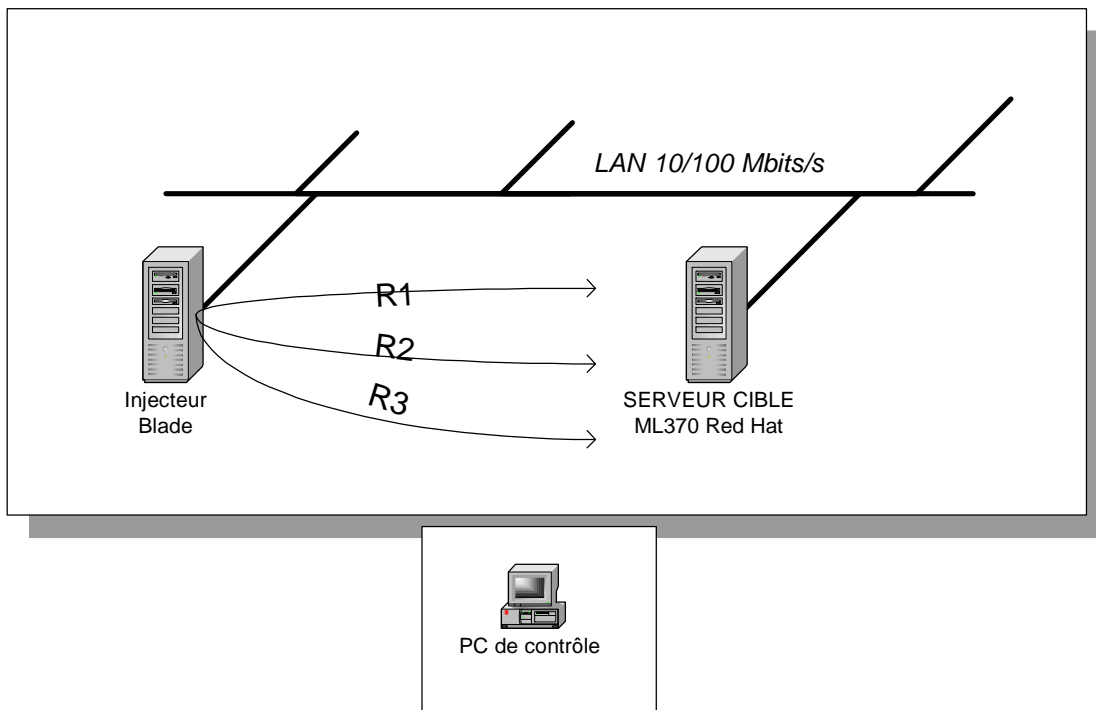 LAN 10/100 Mbits/s
R1
R2
R3
Injecteur
Blade
SERVEUR CIBLE
ML370 Red Hat
PC de contrôle